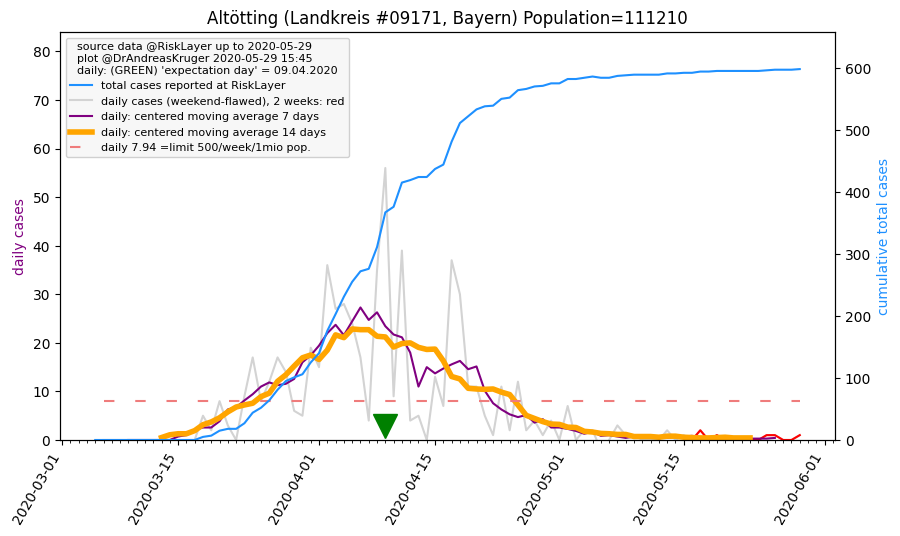 Altötting (Landkreis #09171, Bayern) Population=111210
source data @RiskLayer up to 2020-05-29
plot @DrAndreasKruger 2020-05-29 15:45
daily: (GREEN) 'expectation day' = 09.04.2020
total cases reported at RiskLayer
daily cases (weekend-flawed), 2 weeks: red
daily: centered moving average 7 days
daily: centered moving average 14 days
daily 7.94 =limit 500/week/1mio pop.
daily cases
80
70
60
50
40
30
20
10
0
cumulative total cases
600
500
400
300
200
100
0
2020-03-01
2020-03-15
2020-04-01
2020-04-15
2020-05-01
2020-05-15
2020-06-01